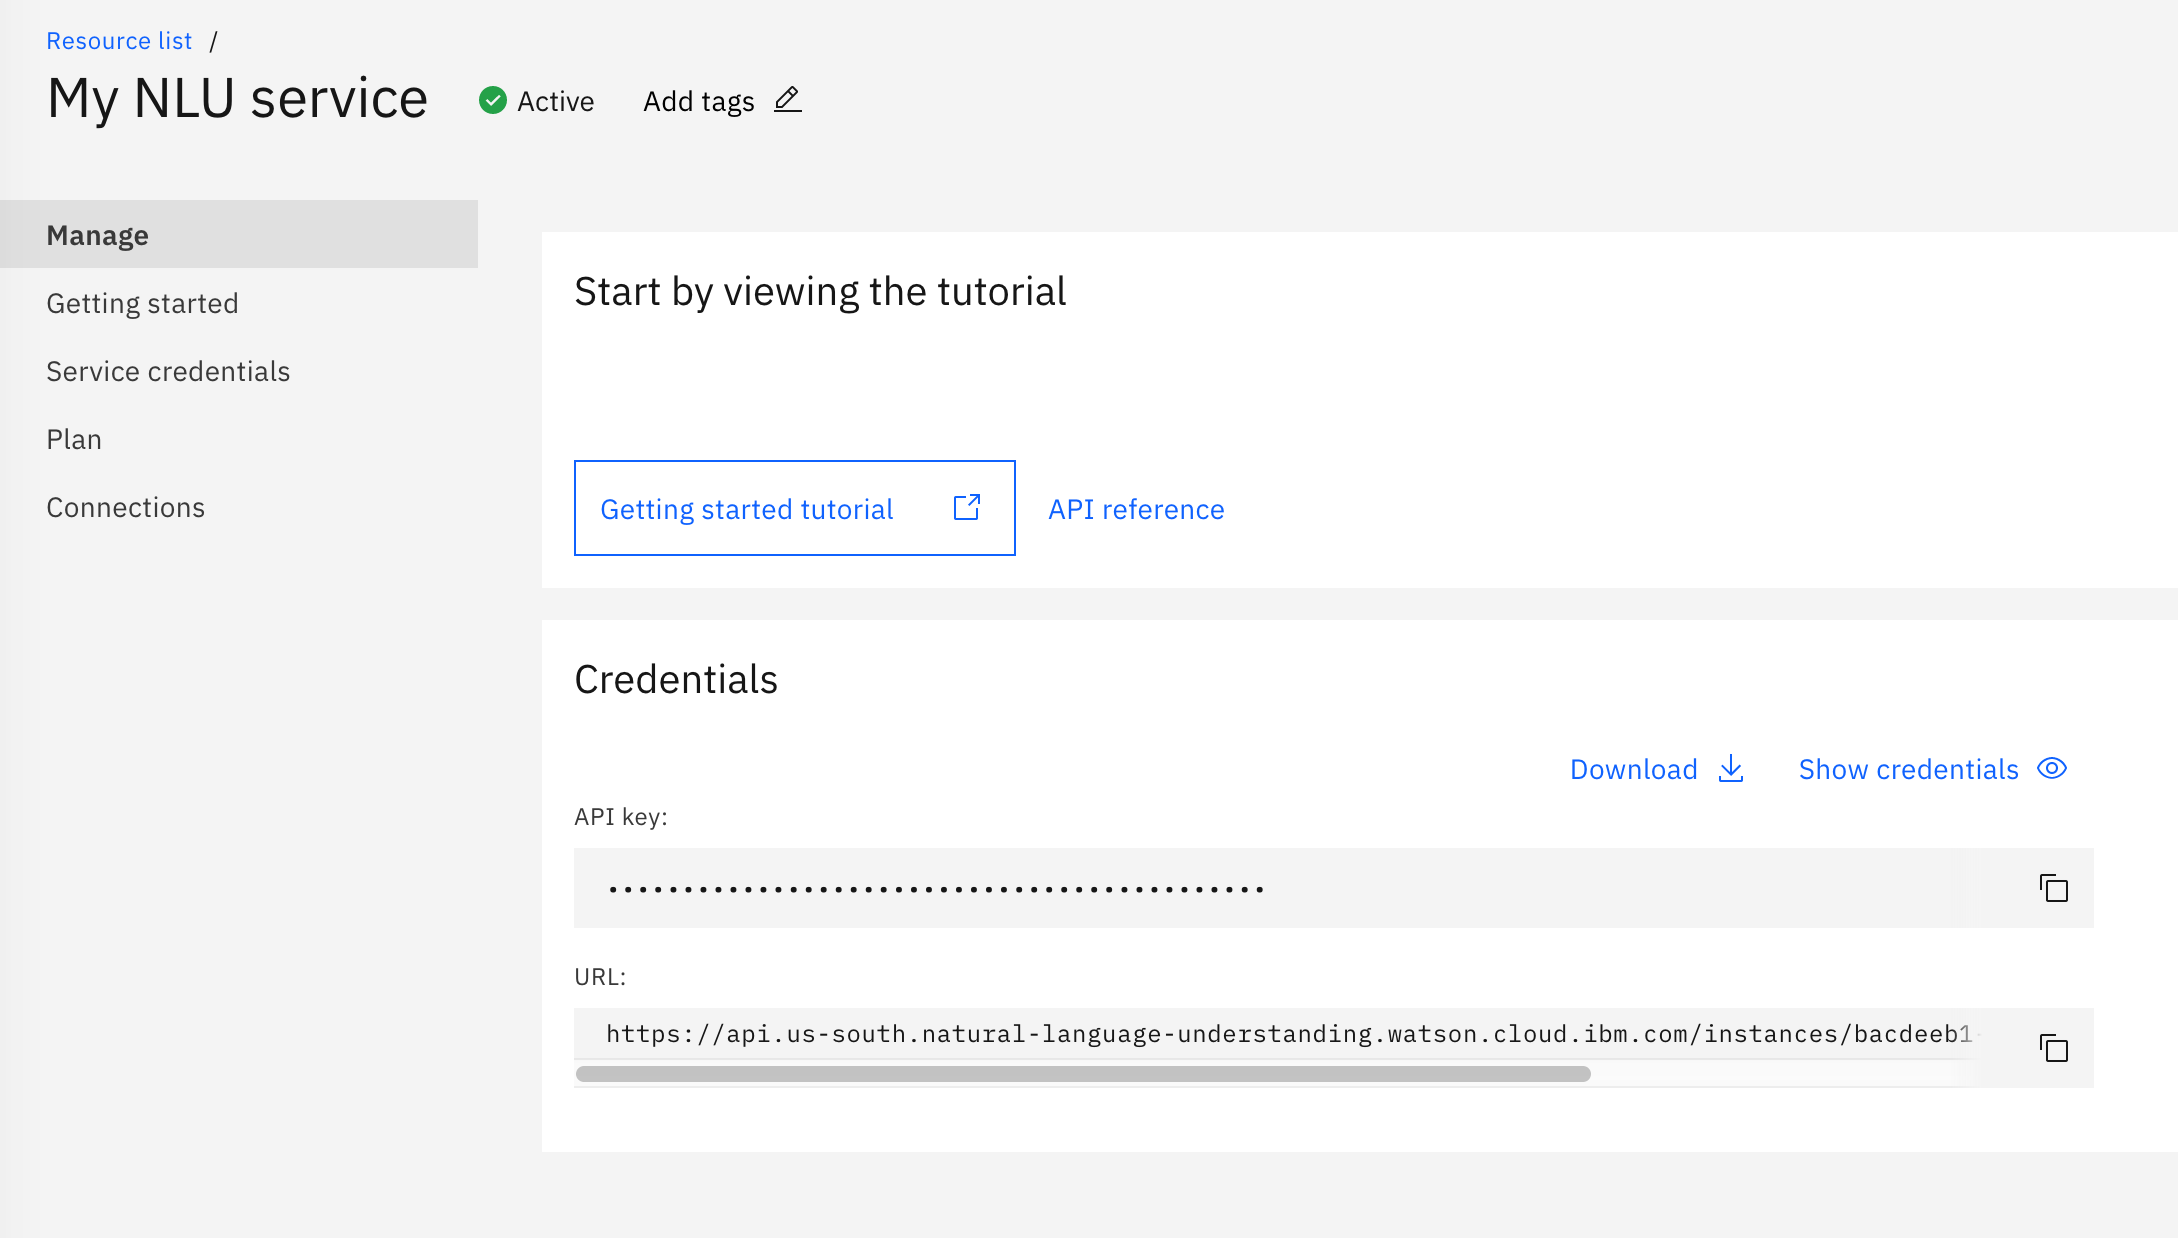 Resource list /
My NLU service
Active
Add tags
Manage
Getting started
Service credentials
Plan
Connections
Start by viewing the tutorial
Getting started tutorial
API reference
Credentials
Download
Show credentials
API key:
••••••••••••••••••••••••••••••••••••••••••••
URL:
https://api.us-south.natural-language-understanding.watson.cloud.ibm.com/instances/bacdeeb1-